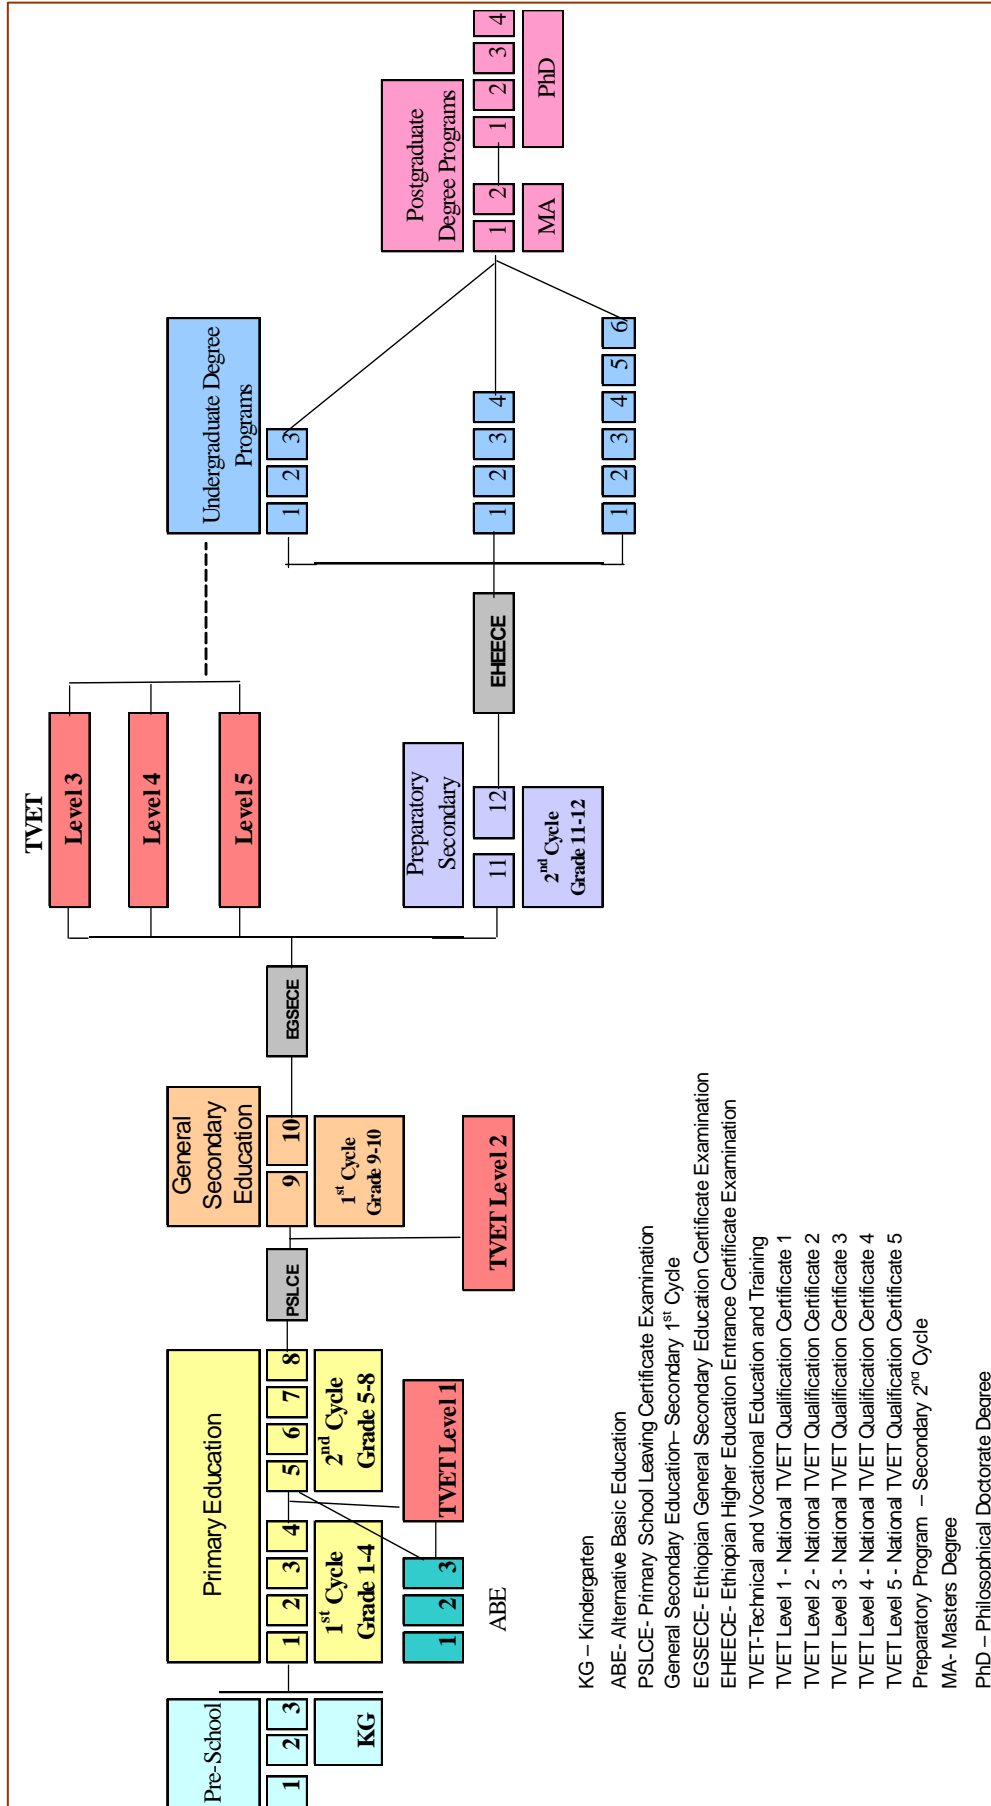 Pre-School
1 2 3
KG
Primary Education
1 2 3 4 5 6 7 8
1st Cycle
Grade 1-4
2nd Cycle
Grade 5-8
1 2 3
ABE
TVET Level 1
PSLCE
General
Secondary
Education
9 10
1st Cycle
Grade 9-10
TVET Level 2
EGSECE
TVET
Level 3
Level 4
Level 5
Preparatory
Secondary
11 12
2nd Cycle
Grade 11-12
EHEECE
Undergraduate Degree
Programs
1 2 3
1 2 3 4
1 2 3 4 5 6
Postgraduate
Degree Programs
1 2 1 2 3 4
MA
PhD
KG – Kindergarten
ABE- Alternative Basic Education
PSLCE- Primary School Leaving Certificate Examination
General Secondary Education– Secondary 1st Cycle
EGSECE- Ethiopian General Secondary Education Certificate Examination
EHEECE- Ethiopian Higher Education Entrance Certificate Examination
TVET-Technical and Vocational Education and Training
TVET Level 1 - National TVET Qualification Certificate 1
TVET Level 2 - National TVET Qualification Certificate 2
TVET Level 3 - National TVET Qualification Certificate 3
TVET Level 4 - National TVET Qualification Certificate 4
TVET Level 5 - National TVET Qualification Certificate 5
Preparatory Program – Secondary 2nd Cycle
MA- Masters Degree
PhD – Philosophical Doctorate Degree